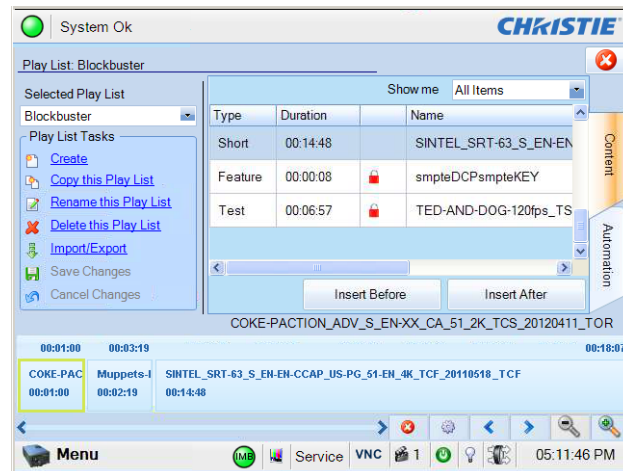 System Ok
CHRISTIE
Play List: Blockbuster
Selected Play List
Blockbuster
Play List Tasks
Create
Copy this Play List
Rename this Play List
Delete this Play List
Import/Export
Save Changes
Cancel Changes
Show me All Items
Type Duration Name
Short 00:14:48 SINTEL_SRT-63_S_EN-EN
Feature 00:00:08 smpteDCPsmpteKEY
Test 00:06:57 TED-AND-DOG-120fps_TS
Insert Before Insert After
Content
Automation
COKE-PACTION_ADV_S_EN-XX_CA_51_2K_TCS_20120411_TOR
00:01:00 00:03:19 00:18:07
COKE-PAC Muppets-I SINTEL_SRT-63_S_EN-EN-CCAP_US-PG_51-EN_4K_TCF_20110518_TCF
00:01:00 00:02:19 00:14:48
Menu IMB Service VNC 1 05:11:46 PM